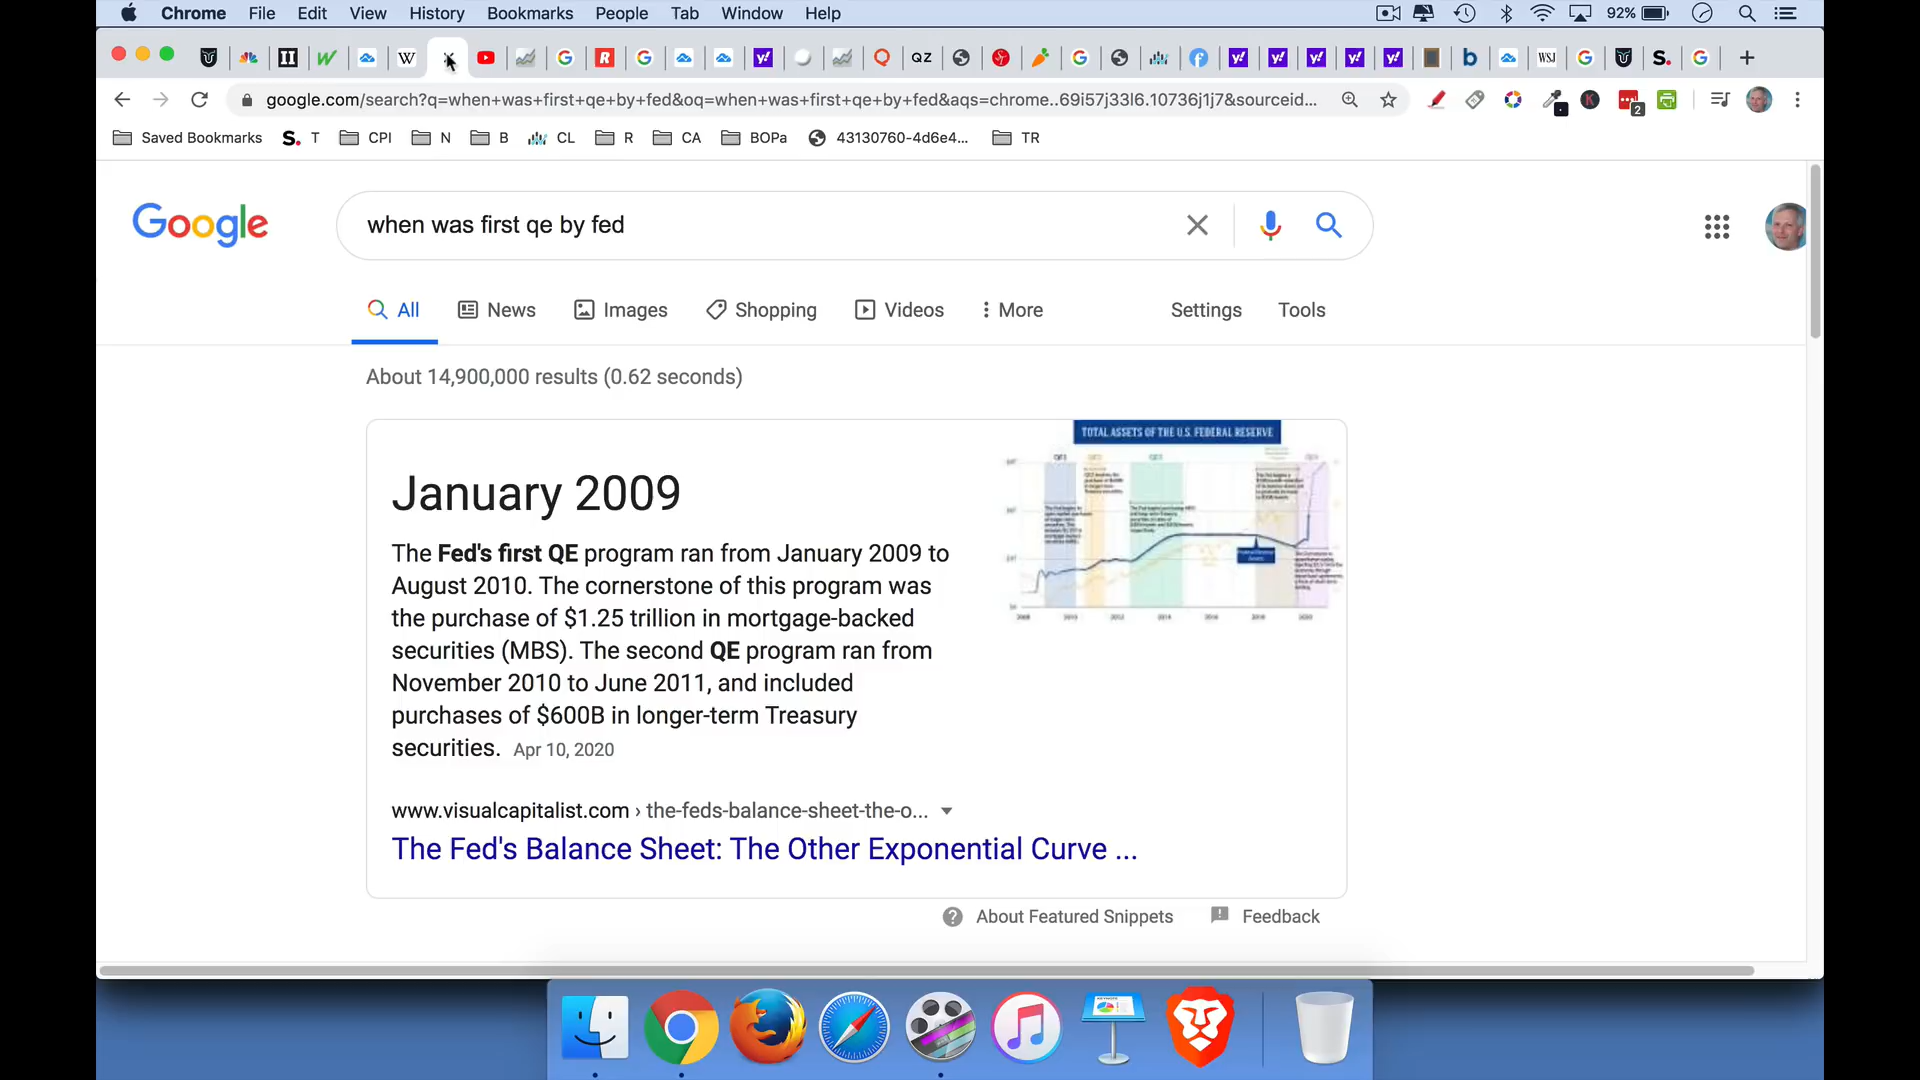 Chrome File Edit View History Bookmarks People Tab Window Help 92%
QZ WSJ
google.com/search?q=when+was+first+qe+by+fed&oq=when+was+first+qe+by+fed&aqs=chrome..69i57j33l6.10736j1j7&sourceid...
Saved Bookmarks S. T CPI N B CL R CA BOPa 43130760-4d6e4... TR
Google
when was first qe by fed
All News Images Shopping Videos More Settings Tools
About 14,900,000 results (0.62 seconds)
TOTAL ASSETS OF THE U.S. FEDERAL RESERVE
January 2009
The Fed's first QE program ran from January 2009 to
August 2010. The cornerstone of this program was
the purchase of $1.25 trillion in mortgage-backed
securities (MBS). The second QE program ran from
November 2010 to June 2011, and included
purchases of $600B in longer-term Treasury
securities. Apr 10, 2020
www.visualcapitalist.com › the-feds-balance-sheet-the-o...
The Fed's Balance Sheet: The Other Exponential Curve ...
About Featured Snippets Feedback